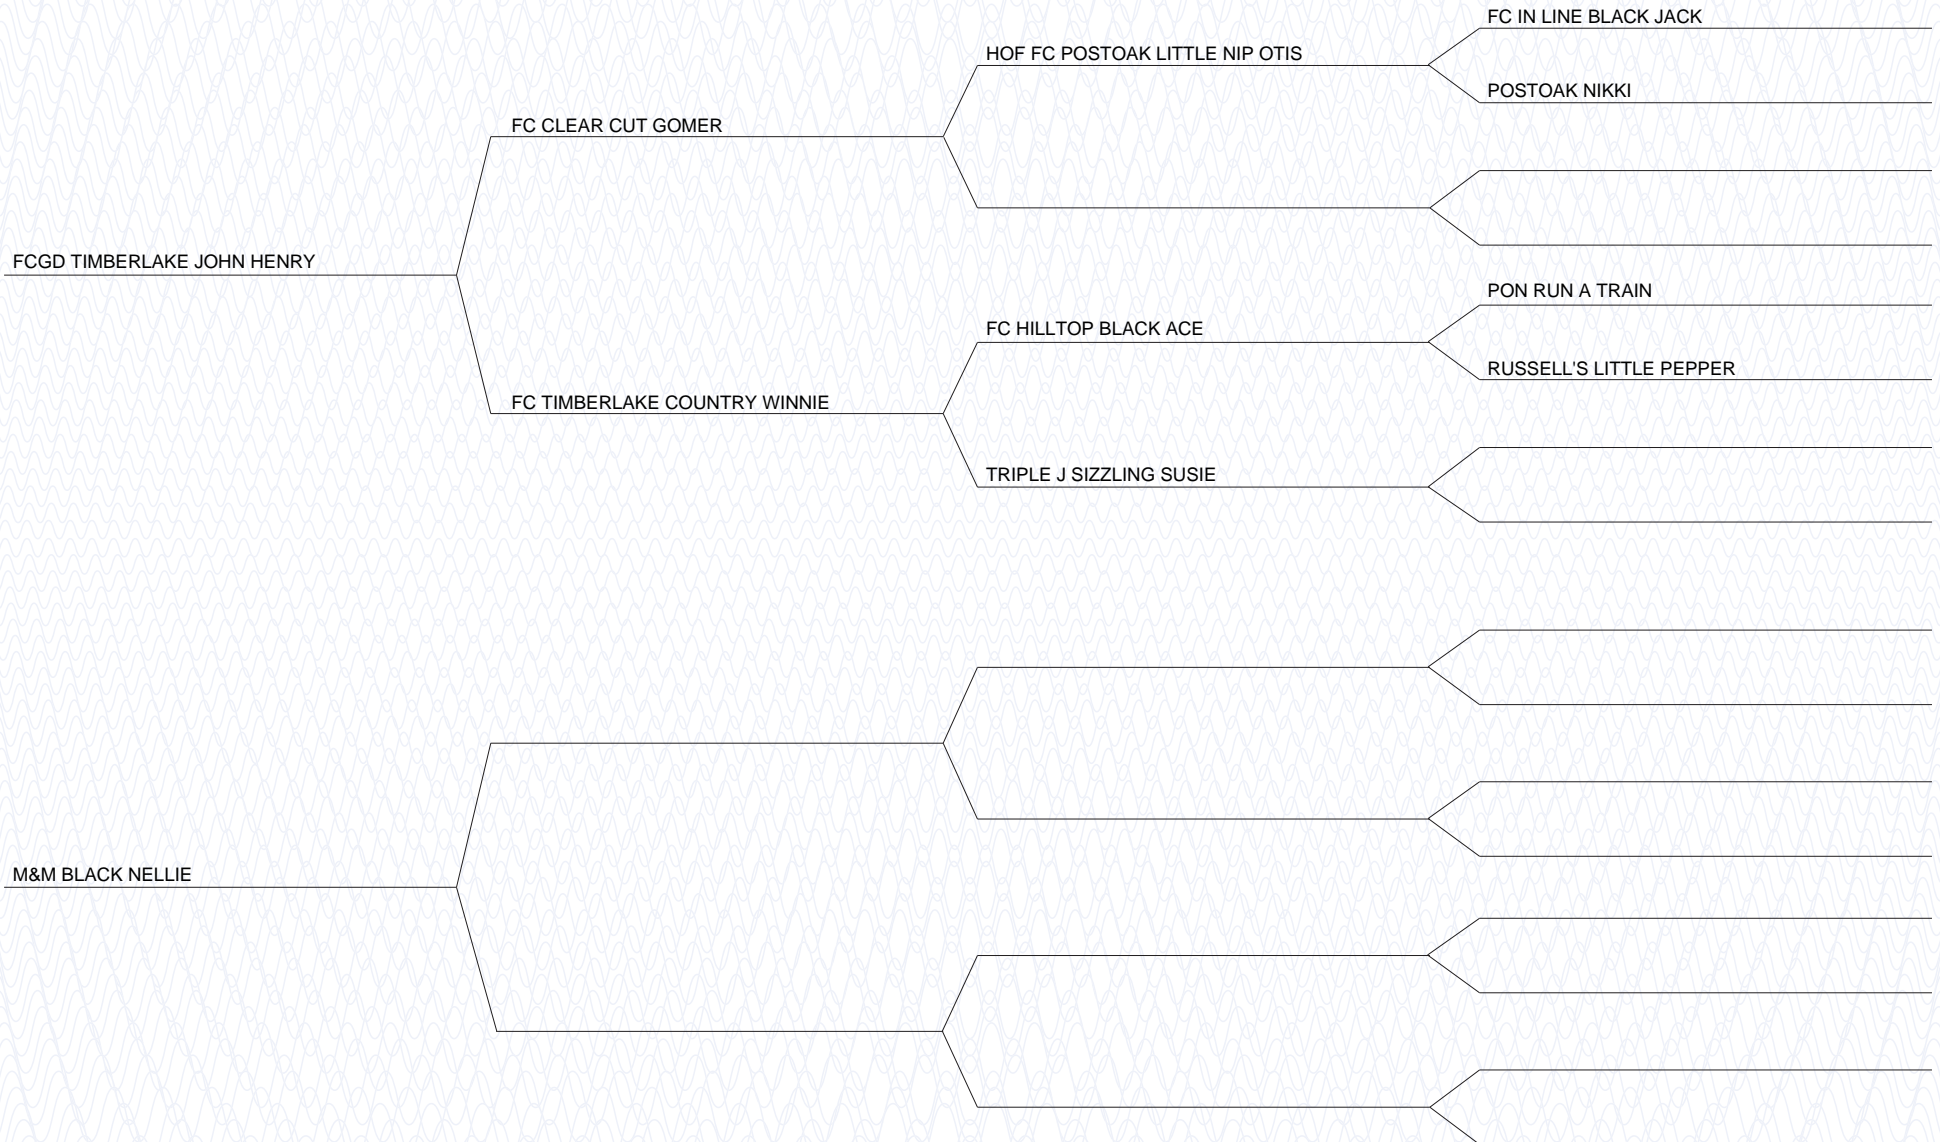 FC IN LINE BLACK JACK
HOF FC POSTOAK LITTLE NIP OTIS
POSTOAK NIKKI
FC CLEAR CUT GOMER
FCGD TIMBERLAKE JOHN HENRY
PON RUN A TRAIN
FC HILLTOP BLACK ACE
RUSSELL'S LITTLE PEPPER
FC TIMBERLAKE COUNTRY WINNIE
TRIPLE J SIZZLING SUSIE
M&M BLACK NELLIE